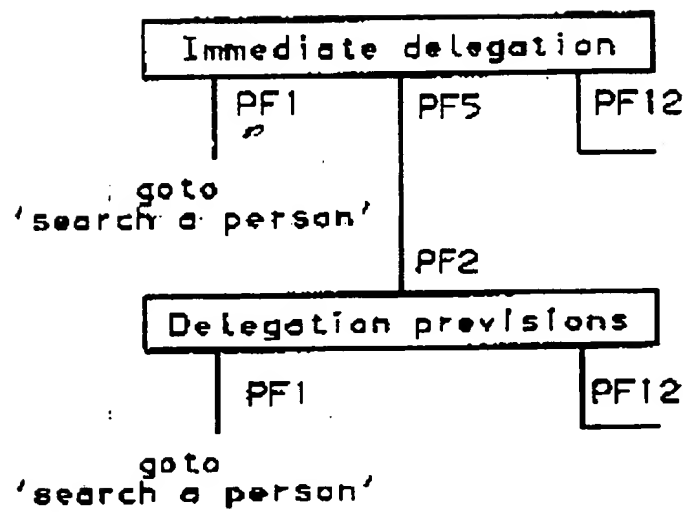 Immediate delegation
PF1 PF5 PF12
goto
'search a person'
PF2
Delegation previsions
PF1 PF12
goto
'search a person'